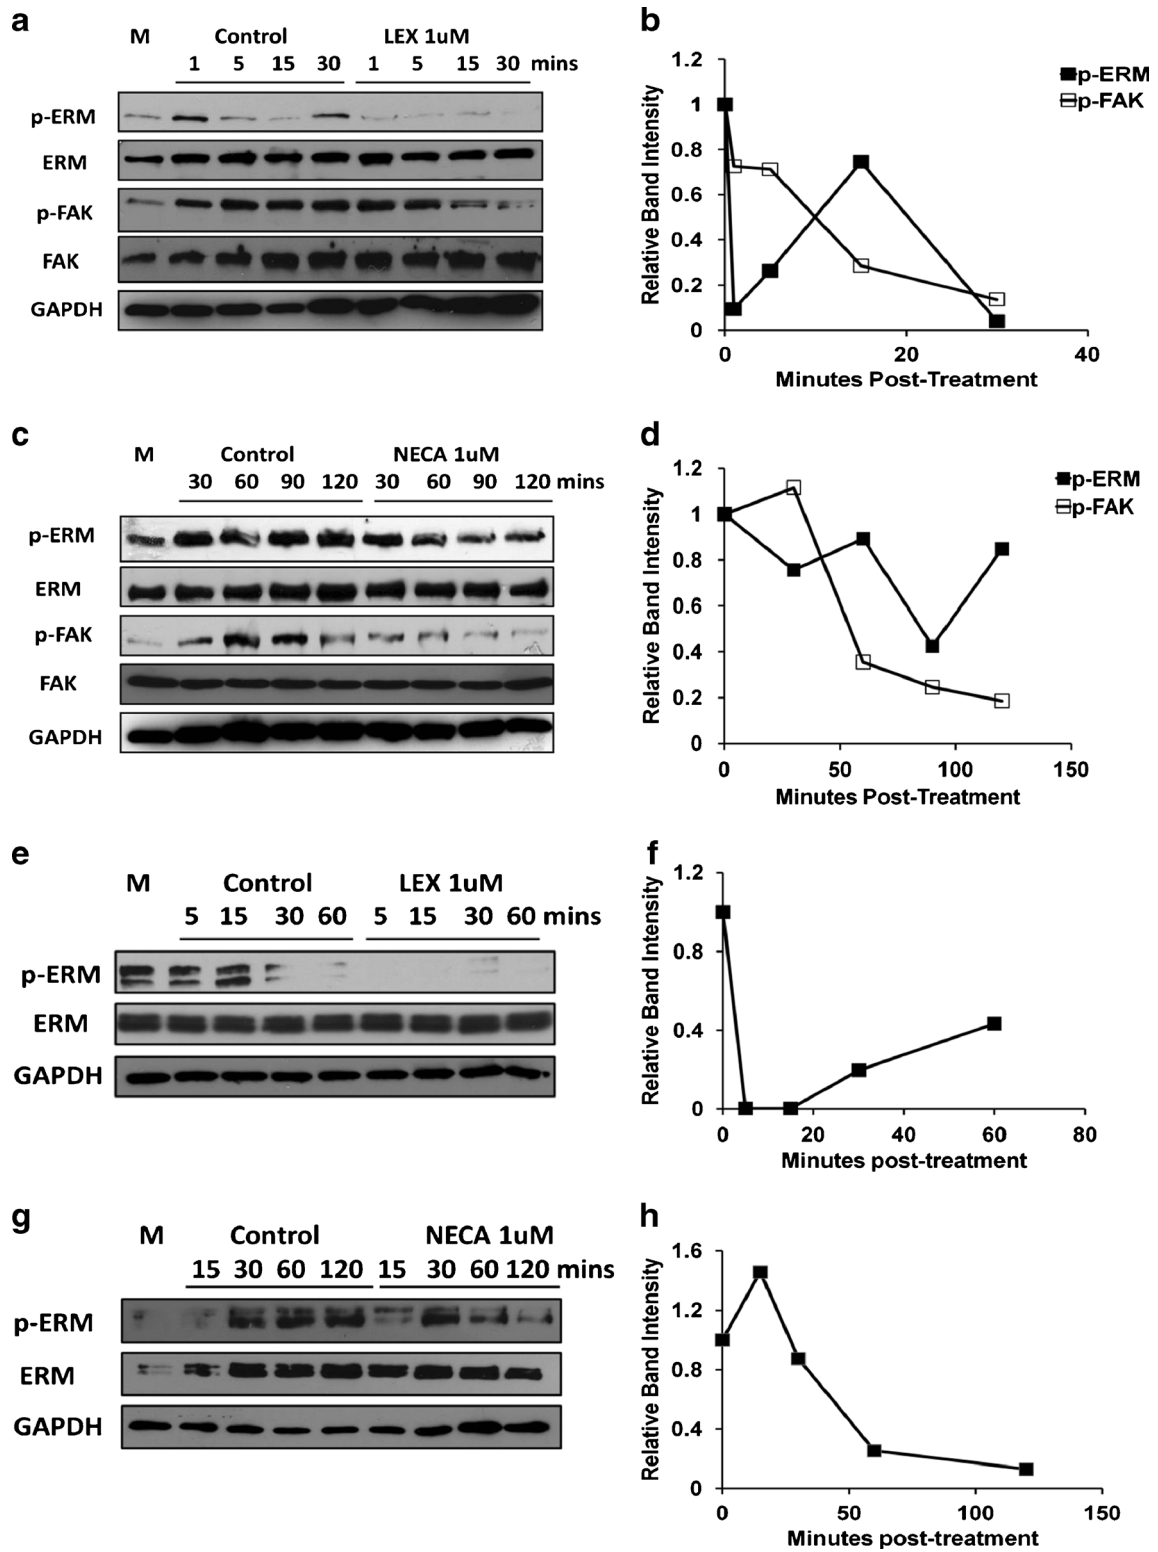 a
M Control LEX 1uM
1 5 15 30 1 5 15 30 mins
p-ERM
ERM
p-FAK
FAK
GAPDH
b
1.2
1
0.8
0.6
0.4
0.2
0
0 20 40
Relative Band Intensity
Minutes Post-Treatment
p-ERM
p-FAK
c
M Control NECA 1uM
30 60 90 120 30 60 90 120 mins
p-ERM
ERM
p-FAK
FAK
GAPDH
d
1.2
1
0.8
0.6
0.4
0.2
0
0 50 100 150
Relative Band Intensity
Minutes Post-Treatment
p-ERM
p-FAK
e
M Control LEX 1uM
5 15 30 60 5 15 30 60 mins
p-ERM
ERM
GAPDH
f
1.2
1
0.8
0.4
0
0 20 40 60 80
Relative Band Intensity
Minutes post-treatment
g
M Control NECA 1uM
15 30 60 120 15 30 60 120 mins
p-ERM
ERM
GAPDH
h
1.6
1.2
0.8
0.4
0
0 50 100 150
Relative Band Intensity
Minutes post-treatment